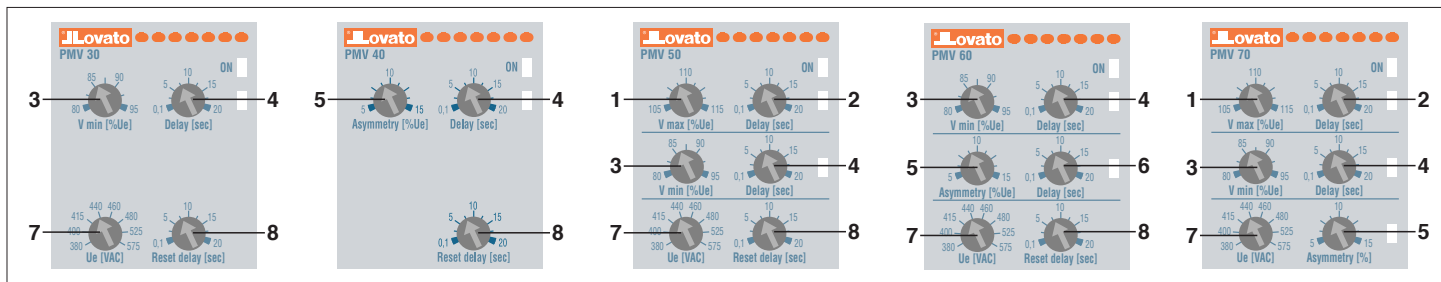 Lovato
PMV 30
ON
85 90
80 95
V min [%Ue]
5 10 15
0,1 20
Delay [sec]
3
4
440 460
415 480
400 525
380 575
Ue [VAC]
5 10 15
0,1 20
Reset delay [sec]
7
8
Lovato
PMV 40
ON
10
5 15
Asymmetry [%Ue]
5 10 15
0,1 20
Delay [sec]
5
4
5 10 15
0,1 20
Reset delay [sec]
8
Lovato
PMV 50
ON
110
105 115
V max [%Ue]
5 10 15
0,1 20
Delay [sec]
1
2
85 90
80 95
V min [%Ue]
5 10 15
0,1 20
Delay [sec]
3
4
440 460
415 480
400 525
380 575
Ue [VAC]
5 10 15
0,1 20
Reset delay [sec]
7
8
Lovato
PMV 60
ON
85 90
80 95
V min [%Ue]
5 10 15
0,1 20
Delay [sec]
3
4
10
5 15
Asymmetry [%Ue]
5 10 15
0,1 20
Delay [sec]
5
6
440 460
415 480
400 525
380 575
Ue [VAC]
5 10 15
0,1 20
Reset delay [sec]
7
8
Lovato
PMV 70
ON
110
105 115
V max [%Ue]
5 10 15
0,1 20
Delay [sec]
1
2
85 90
80 95
V min [%Ue]
5 10 15
0,1 20
Delay [sec]
3
4
440 460
415 480
400 525
380 575
Ue [VAC]
10
5 15
Asymmetry [%]
7
5